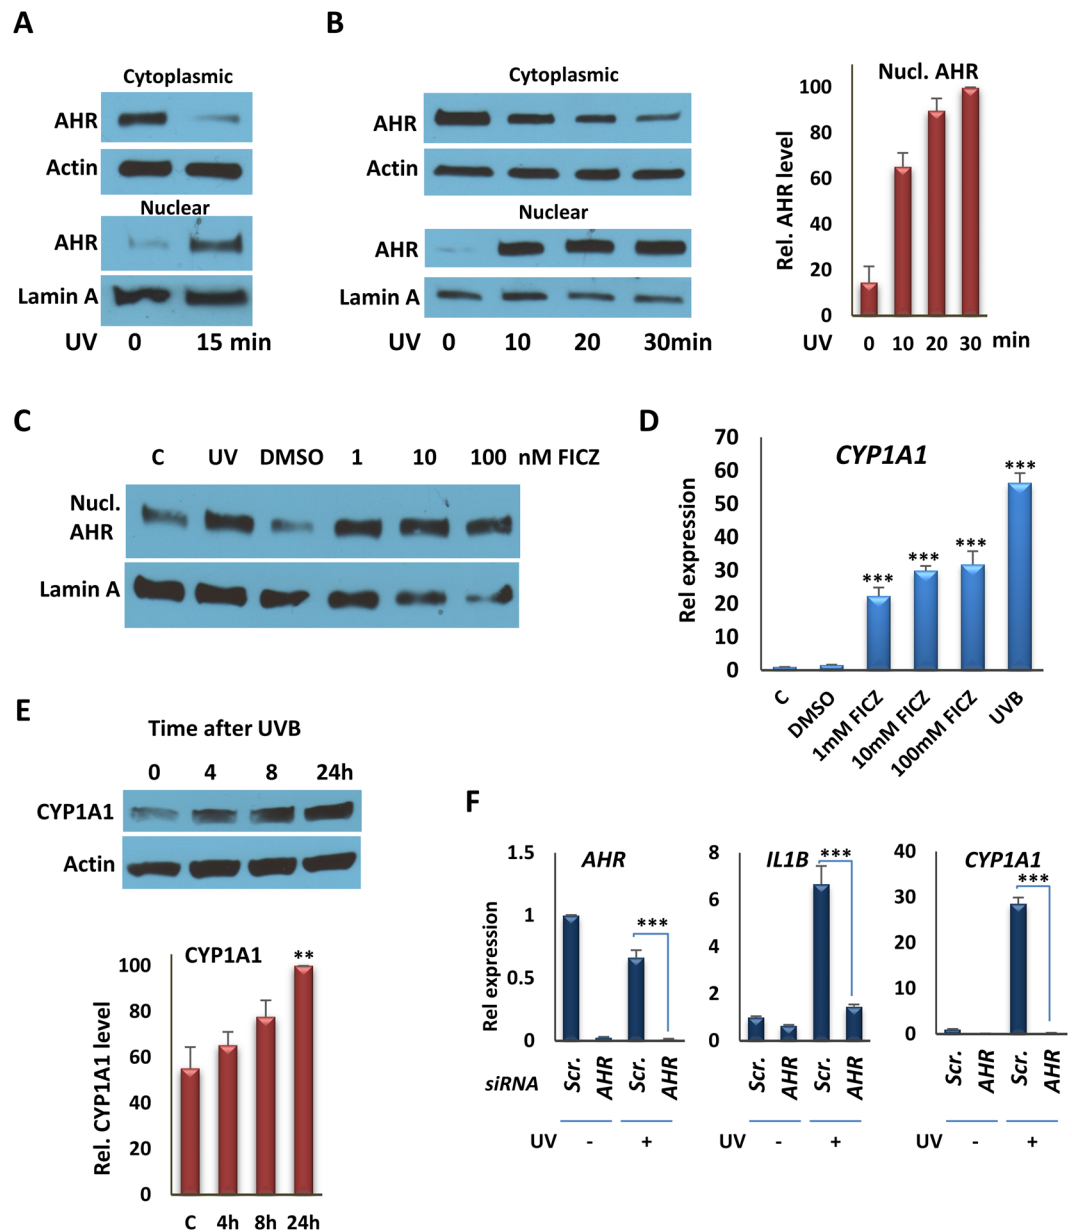 A
Cytoplasmic
AHR
Actin
Nuclear
AHR
Lamin A
UV 0 15 min
B
Cytoplasmic
AHR
Actin
Nuclear
AHR
Lamin A
UV 0 10 20 30min
Nucl. AHR
Rel. AHR level
100
80
60
40
20
0
UV 0 10 20 30 min
C
C UV DMSO 1 10 100 nM FICZ
Nucl.
AHR
Lamin A
D
CYP1A1
Rel expression
70
60
50
40
30
20
10
0
*** *** *** ***
C DMSO 1mM FICZ 10mM FICZ 100mM FICZ UVB
E
Time after UVB
0 4 8 24h
CYP1A1
Actin
CYP1A1
**
Rel. CYP1A1 level
100
80
60
40
20
0
C 4h 8h 24h
F
Rel expression
AHR
1.5
1
0.5
0
***
IL1B
8
6
4
2
0
***
CYP1A1
40
30
20
10
0
***
siRNA Scr. AHR Scr. AHR Scr. AHR Scr. AHR Scr. AHR Scr. AHR
UV - + UV - + UV - +